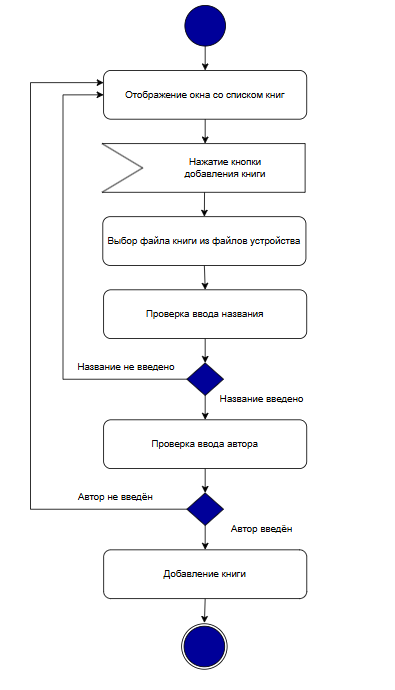 Отображение окна со списком книг
Нажатие кнопки
добавления книги
Выбор файла книги из файлов устройства
Проверка ввода названия
Название не введено
Название введено
Проверка ввода автора
Автор не введён
Автор введён
Добавление книги